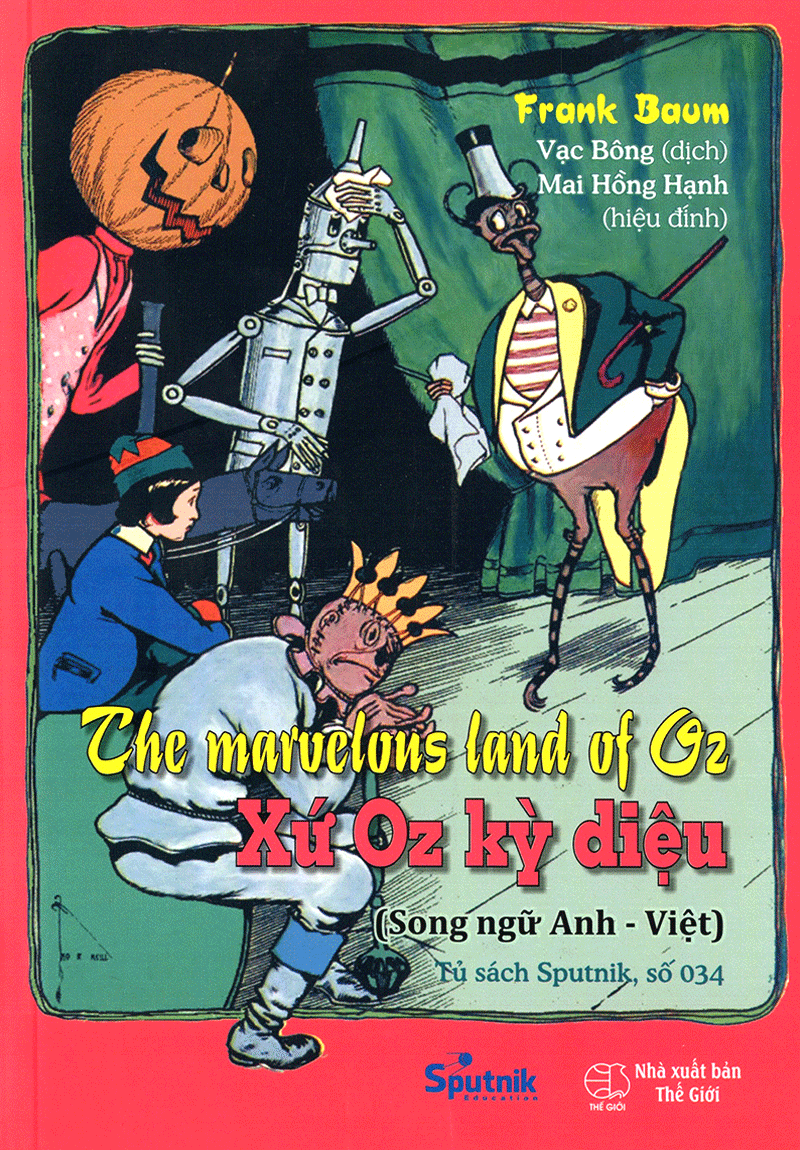 Frank Baum
Vạc Bông (dịch)
Mai Hồng Hạnh
(hiệu đính)
The marvelous land of Oz
Xứ Oz kỳ diệu
(Song ngữ Anh - Việt)
Tủ sách Sputnik, số 034
Sputnik
Education
THẾ GIỚI
Nhà xuất bản
Thế Giới